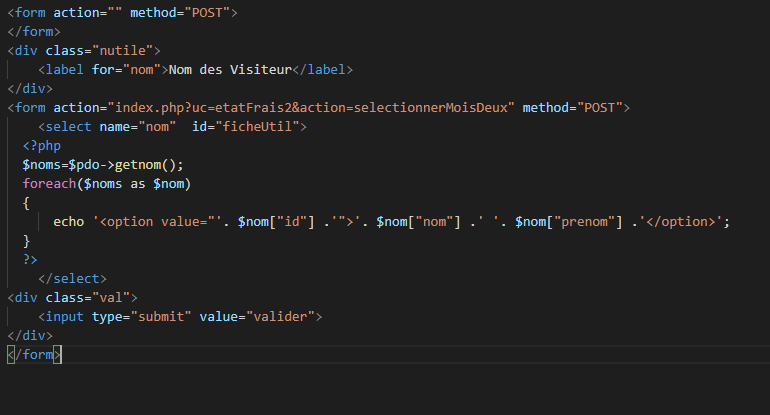 <form action="" method="POST">
</form>
<div class="nutile">
    <label for="nom">Nom des Visiteur</label>
</div>
<form action="index.php?uc=etatFrais2&action=selectionnerMoisDeux" method="POST">
    <select name="nom"  id="ficheUtil">
  <?php
  $noms=$pdo->getnom();
  foreach($noms as $nom)
  {
      echo '<option value="'. $nom["id"] .'">'. $nom["nom"] .' '. $nom["prenom"] .'</option>';
  }
  ?>
    </select>
<div class="val">
    <input type="submit" value="valider">
</div>
</form>